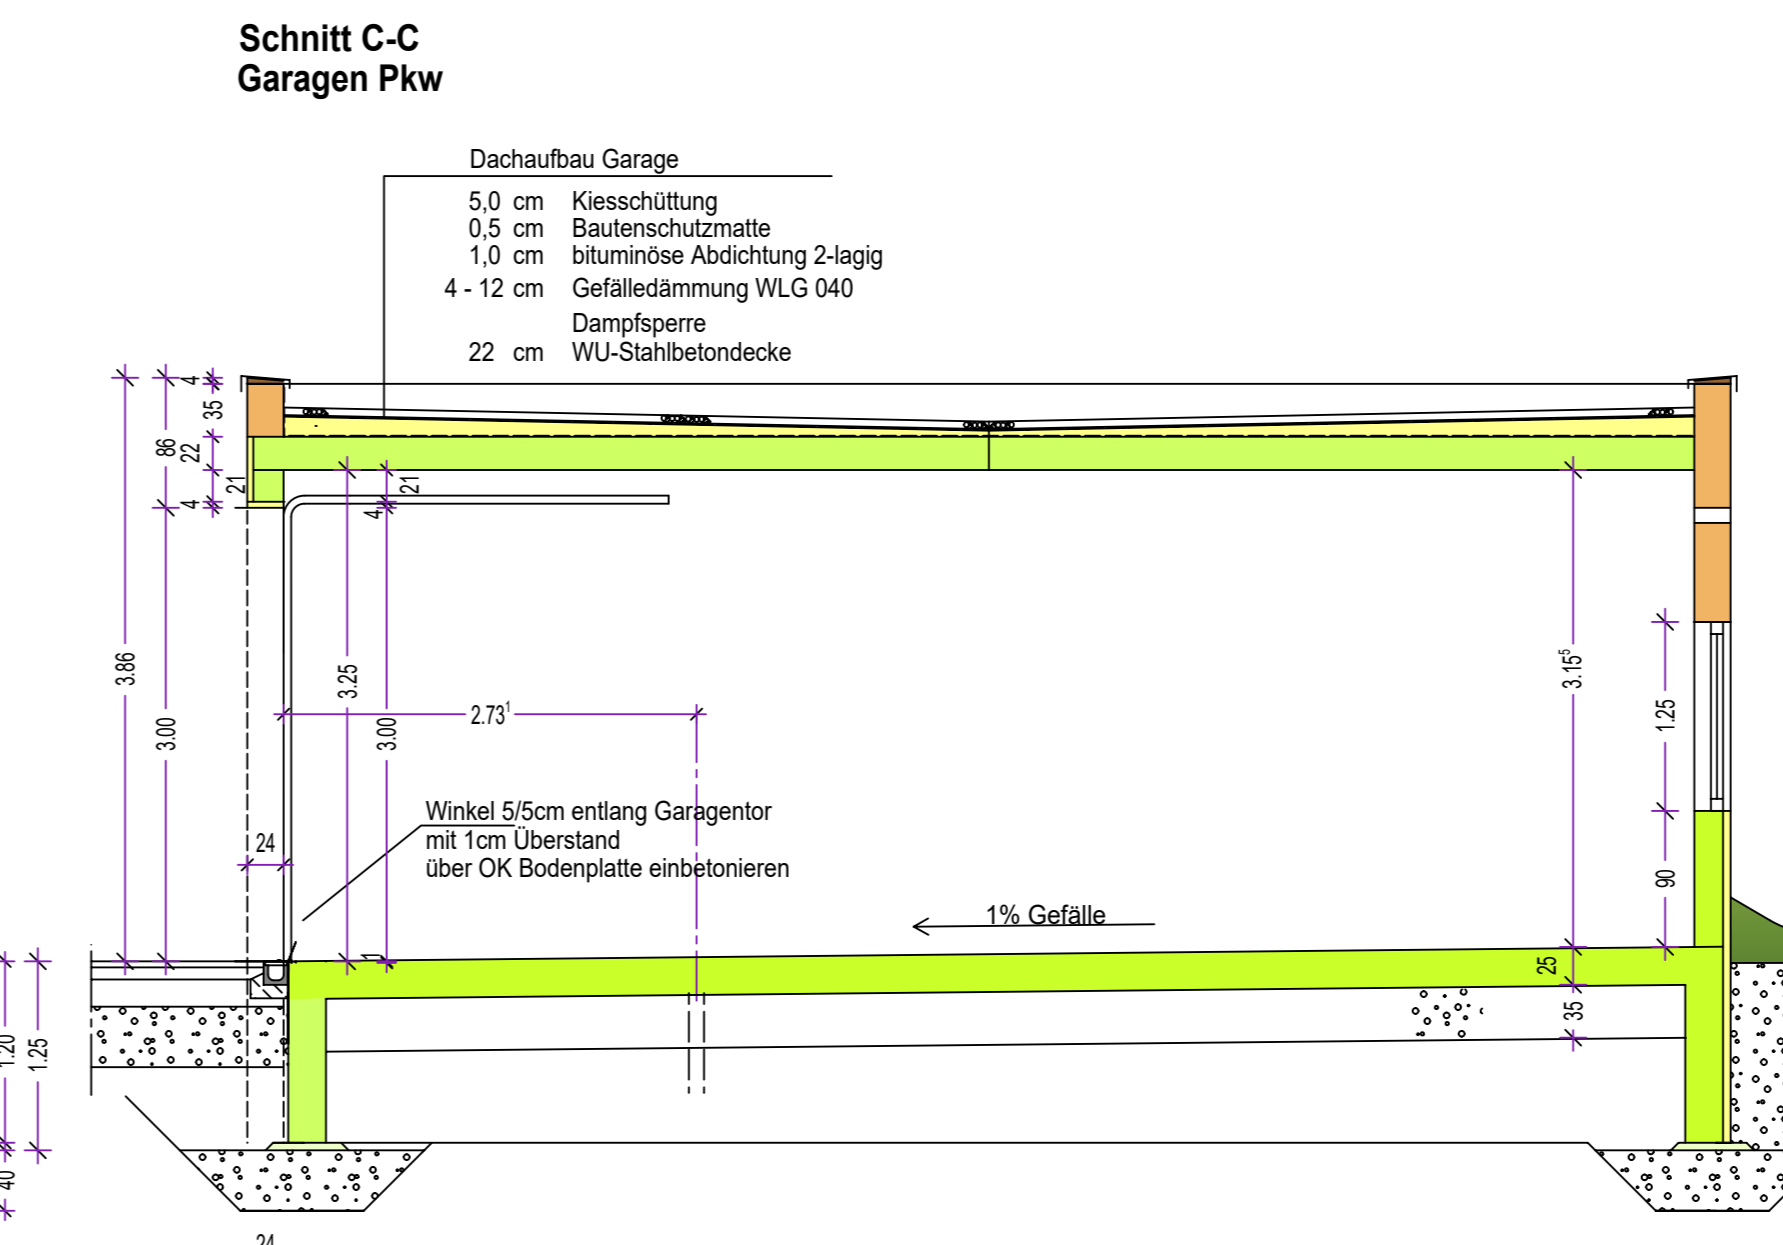 Schnitt C-C
Garagen Pkw
Dachaufbau Garage
5,0 cm Kiesschüttung
0,5 cm Bautenschutzmatte
1,0 cm bituminöse Abdichtung 2-lagig
4 - 12 cm Gefälledämmung WLG 040
Dampfsperre
22 cm WU-Stahlbetondecke
4
35
86
22
21
4
21
4
3.86
3.00
3.25
3.00
2.73¹
3.15⁵
1.25
90
24
Winkel 5/5cm entlang Garagentor
mit 1cm Überstand
über OK Bodenplatte einbetonieren
1% Gefälle
1
25
35
1.20
1.25
40
24